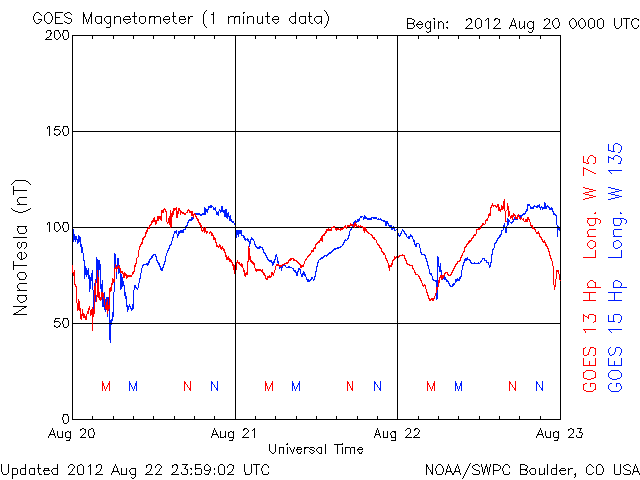 GOES Magnetometer (1 minute data)
Begin: 2012 Aug 20 0000 UTC
200
150
100
50
0
NanoTesla (nT)
M M N N M M N N M M N N
Aug 20 Aug 21 Aug 22 Aug 23
Universal Time
GOES 13 Hp Long. W 75
GOES 15 Hp Long. W 135
Updated 2012 Aug 22 23:59:02 UTC
NOAA/SWPC Boulder, CO USA